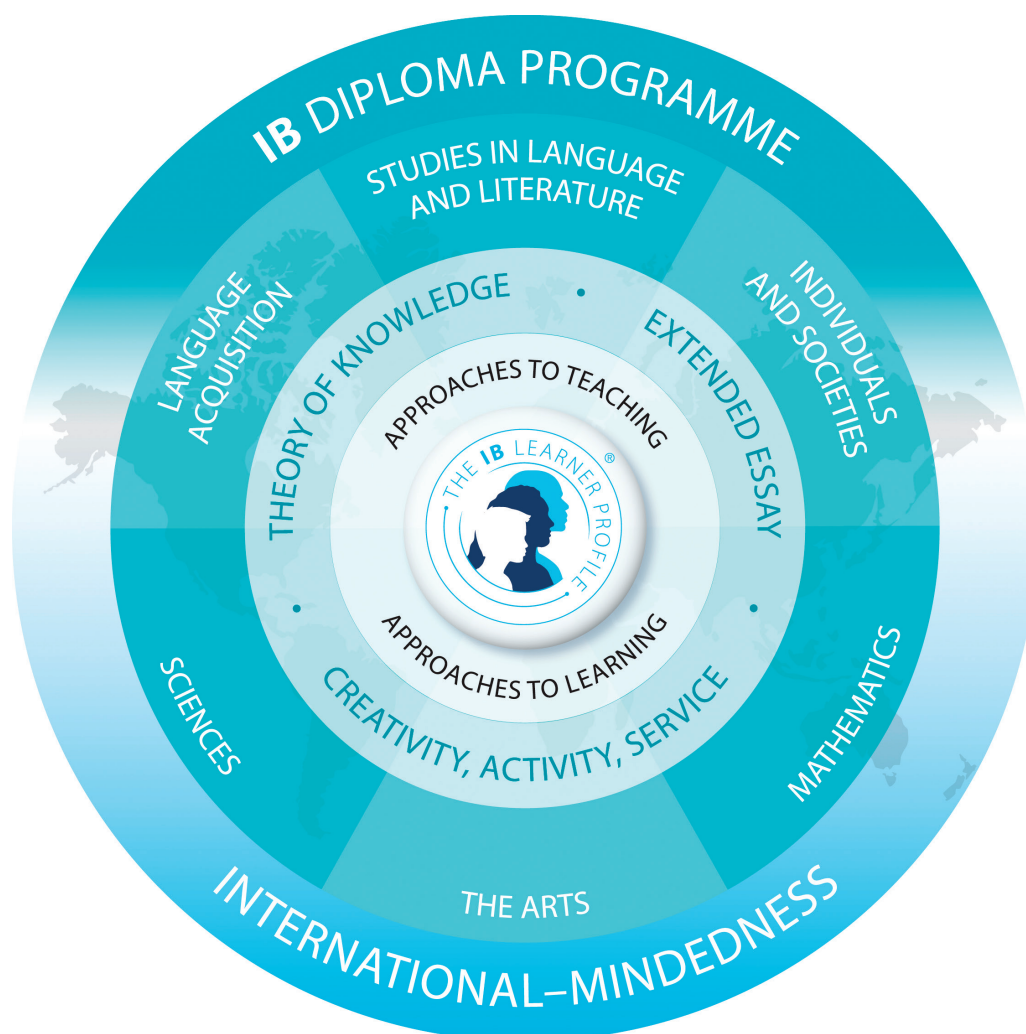 IB DIPLOMA PROGRAMME
STUDIES IN LANGUAGE
AND LITERATURE
LANGUAGE
ACQUISITION
INDIVIDUALS
AND SOCIETIES
THEORY OF KNOWLEDGE
•
EXTENDED ESSAY
APPROACHES TO TEACHING
THE IB LEARNER PROFILE
®
APPROACHES TO LEARNING
•
•
CREATIVITY, ACTIVITY, SERVICE
SCIENCES
MATHEMATICS
THE ARTS
INTERNATIONAL–MINDEDNESS